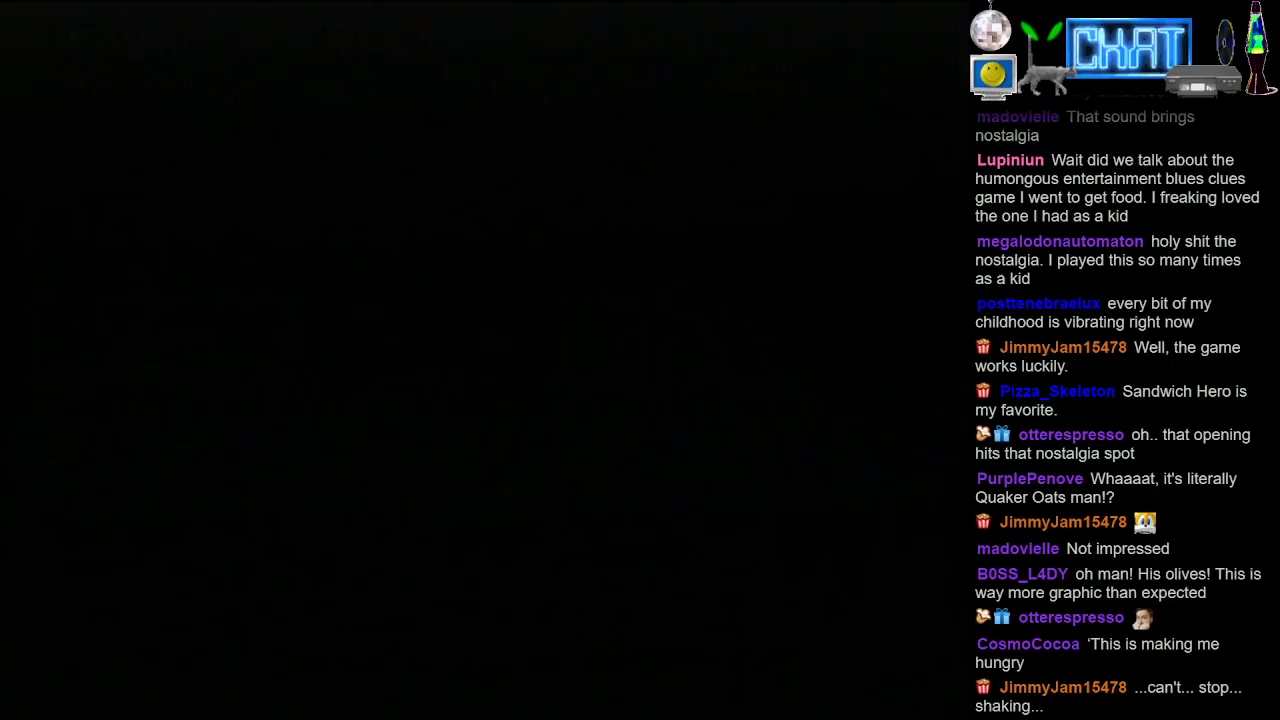 CHAT
madovielle That sound brings
nostalgia
Lupiniun Wait did we talk about the
humongous entertainment blues clues
game I went to get food. I freaking loved
the one I had as a kid
megalodonautomaton holy shit the
nostalgia. I played this so many times
as a kid
posttenebraelux every bit of my
childhood is vibrating right now
JimmyJam15478 Well, the game
works luckily.
Pizza_Skeleton Sandwich Hero is
my favorite.
otterespresso oh.. that opening
hits that nostalgia spot
PurplePenove Whaaaat, it's literally
Quaker Oats man!?
JimmyJam15478
madovielle Not impressed
B0SS_L4DY oh man! His olives! This is
way more graphic than expected
otterespresso
CosmoCocoa ‘This is making me
hungry
JimmyJam15478 ...can't... stop...
shaking...